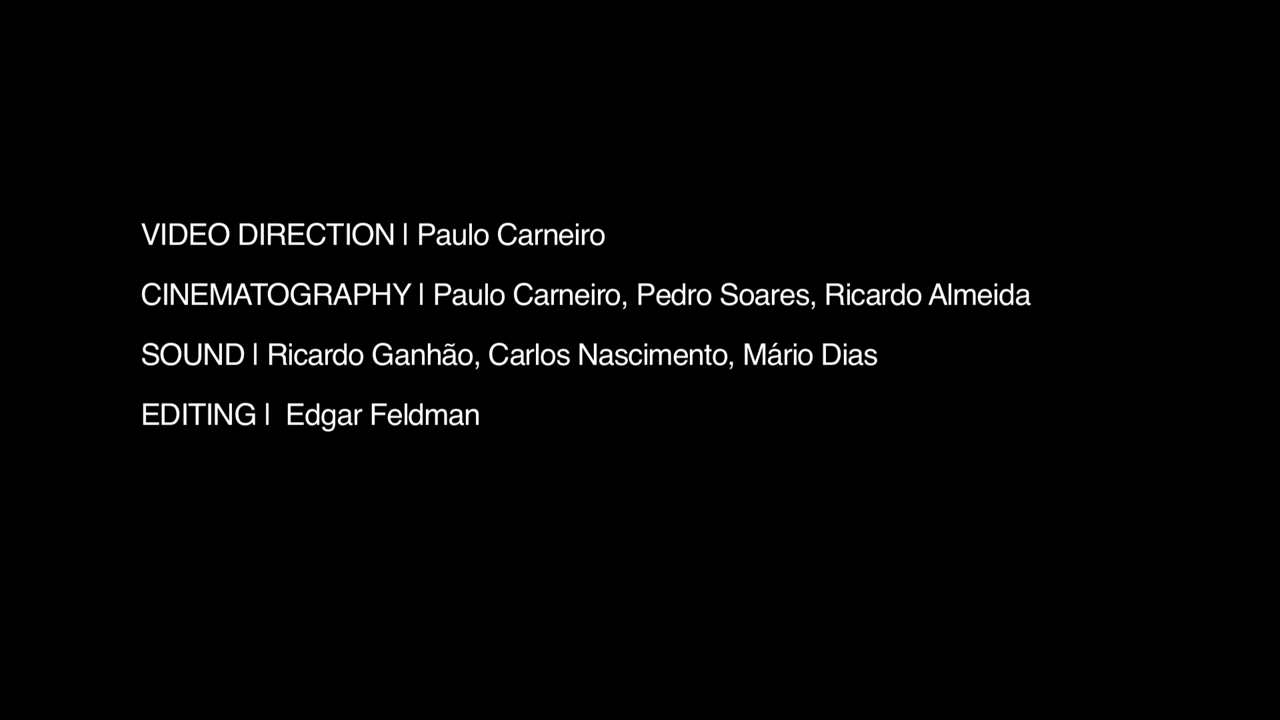 VIDEO DIRECTION | Paulo Carneiro
CINEMATOGRAPHY | Paulo Carneiro, Pedro Soares, Ricardo Almeida
SOUND | Ricardo Ganhão, Carlos Nascimento, Mário Dias
EDITING |  Edgar Feldman